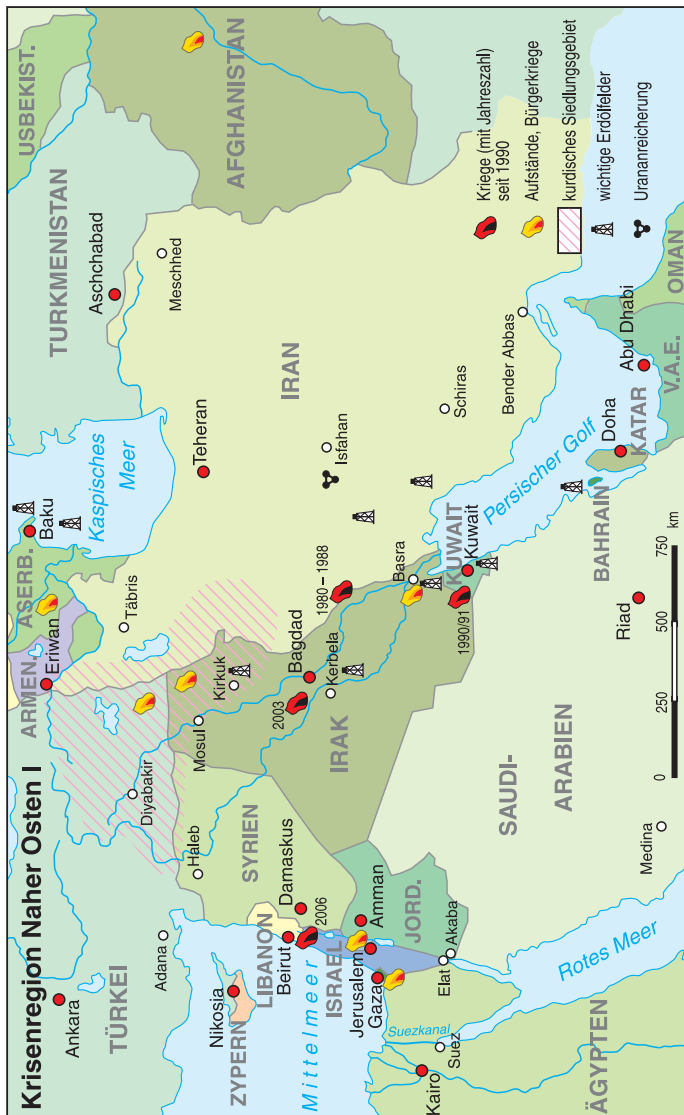 Krisenregion Naher Osten I
USBEKIST.
TURKMENISTAN
AFGHANISTAN
Aschchabad
Meschhed
Kaspisches
Meer
Baku
ASERB.
ARMEN.
Eriwan
Täbris
Teheran
IRAN
Isfahan
Schiras
Bender Abbas
TÜRKEI
Ankara
Adana
Diyabakir
Haleb
Mosul
Kirkuk
Bagdad
Kerbela
2003
1980 – 1988
IRAK
Basra
1990/91
KUWAIT
Kuwait
SYRIEN
Damaskus
LIBANON
Beirut
2006
ZYPERN
Nikosia
Mittelmeer
ISRAEL
Jerusalem
Gaza
Amman
JORD.
Elat
Akaba
Suezkanal
Suez
Kairo
ÄGYPTEN
Rotes Meer
SAUDI-
ARABIEN
Medina
Riad
Persischer Golf
BAHRAIN
Doha
KATAR
Abu Dhabi
V.A.E.
OMAN
Kriege (mit Jahreszahl)
seit 1990
Aufstände, Bürgerkriege
kurdisches Siedlungsgebiet
wichtige Erdölfelder
Urananreicherung
0 250 500 750
km